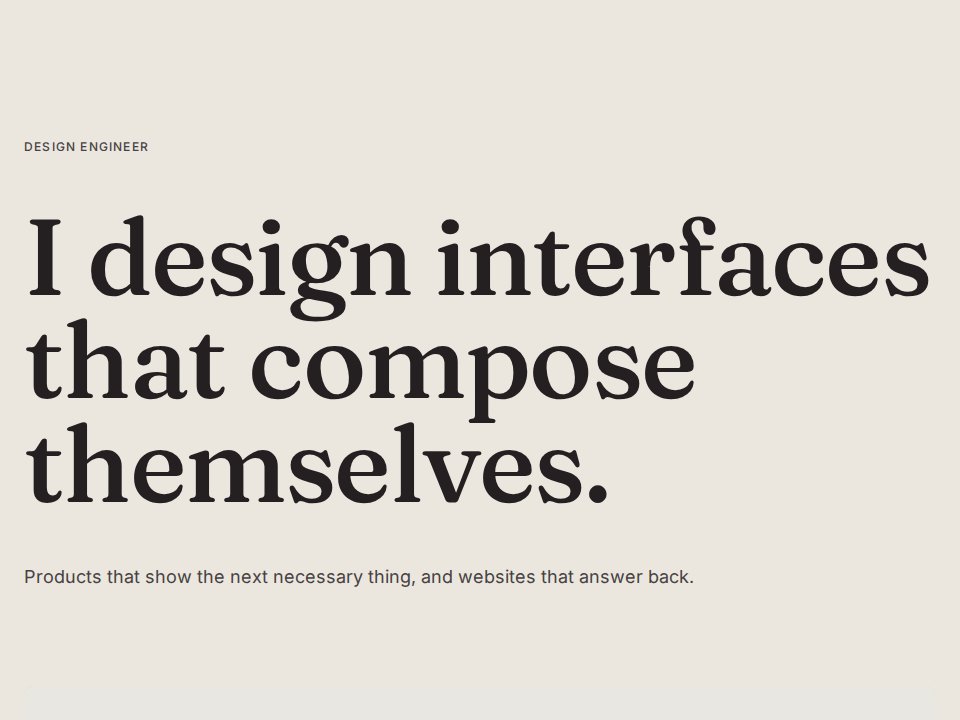 DESIGN ENGINEER
I design interfaces
that compose
themselves.
Products that show the next necessary thing, and websites that answer back.